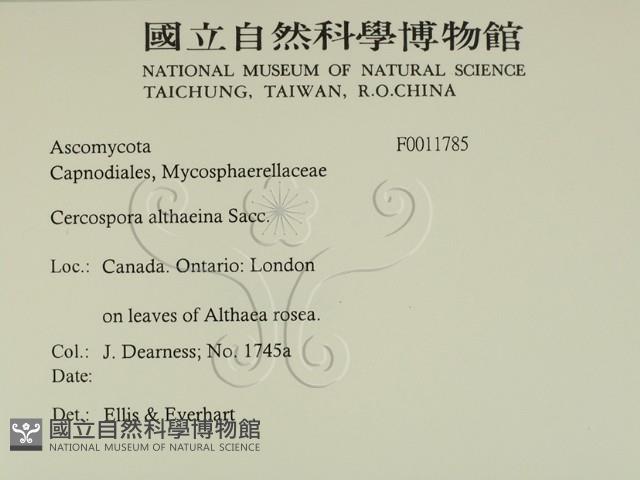 國立自然科學博物館
NATIONAL MUSEUM OF NATURAL SCIENCE
TAICHUNG, TAIWAN, R.O.CHINA
Ascomycota F0011785
Capnodiales, Mycosphaerellaceae
Cercospora althaeina Sacc.
Loc.: Canada. Ontario: London
on leaves of Althaea rosea.
Col.: J. Dearness; No. 1745a
Date:
Det.: Ellis & Everhart
國立自然科學博物館
NATIONAL MUSEUM OF NATURAL SCIENCE